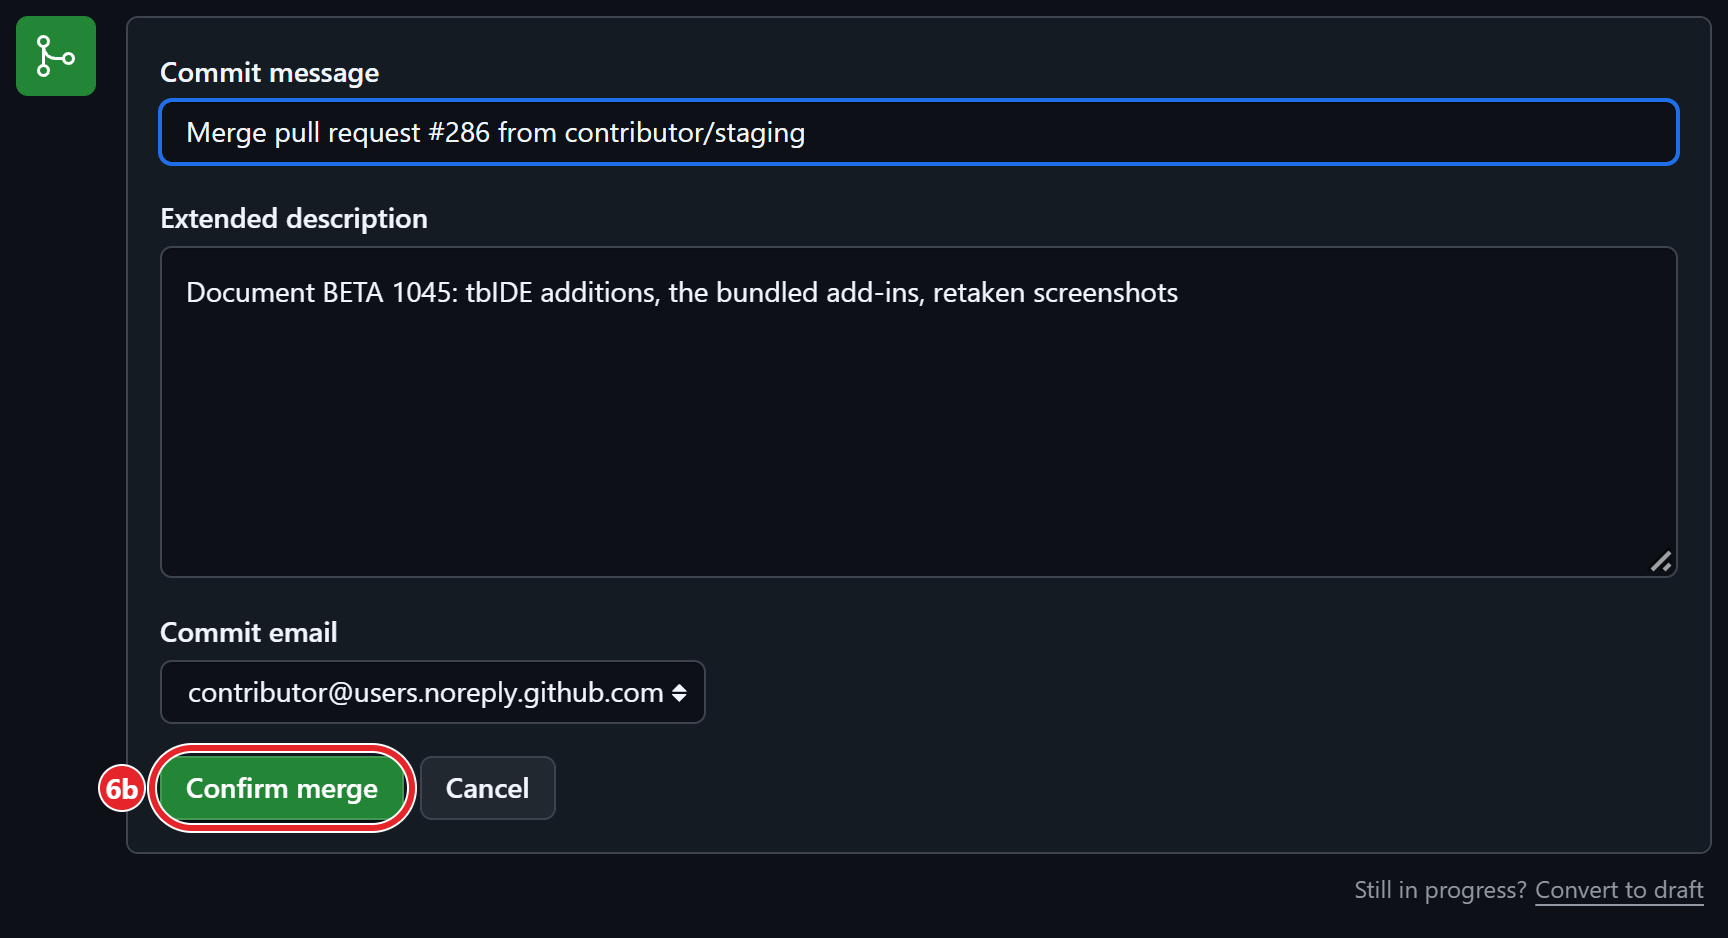 Commit message
Merge pull request #286 from contributor/staging
Extended description
Document BETA 1045: tbIDE additions, the bundled add-ins, retaken screenshots
Commit email
contributor@users.noreply.github.com
6b
Confirm merge
Cancel
Still in progress? Convert to draft